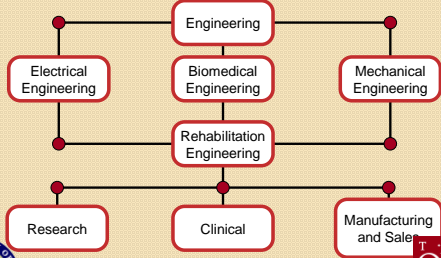 Engineering
Electrical
Engineering
Biomedical
Engineering
Mechanical
Engineering
Rehabilitation
Engineering
Research
Clinical
Manufacturing
and Sales
T